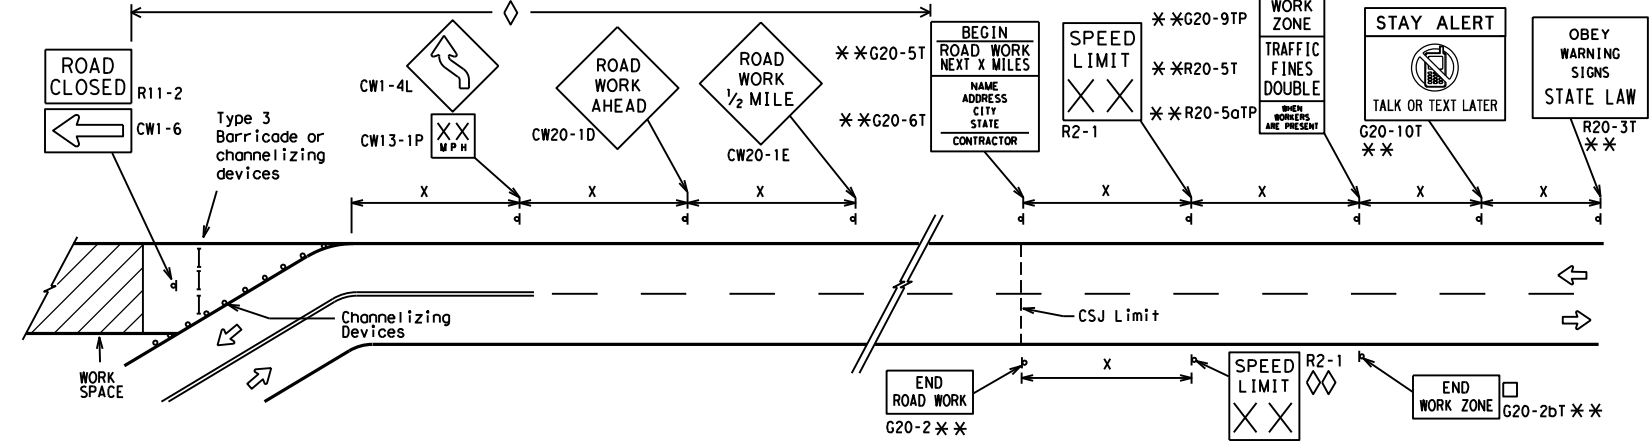 ROAD
CLOSED
R11-2
CW1-6
Type 3
Barricade or
channelizing
devices
CW1-4L
XX
MPH
CW13-1P
ROAD
WORK
AHEAD
CW20-1D
ROAD
WORK
1/2 MILE
CW20-1E
**G20-5T
**G20-6T
BEGIN
ROAD WORK
NEXT X MILES
NAME
ADDRESS
CITY
STATE
CONTRACTOR
SPEED
LIMIT
XX
R2-1
**G20-9TP
**R20-5T
**R20-5aTP
WORK
ZONE
TRAFFIC
FINES
DOUBLE
WHEN
WORKERS
ARE PRESENT
STAY ALERT
TALK OR TEXT LATER
G20-10T
**
OBEY
WARNING
SIGNS
STATE LAW
R20-3T
**
X
X
X
X
X
X
X
Channelizing
Devices
CSJ Limit
WORK
SPACE
END
ROAD WORK
G20-2 **
X
SPEED
LIMIT
XX
R2-1
END
WORK ZONE
G20-2bT **